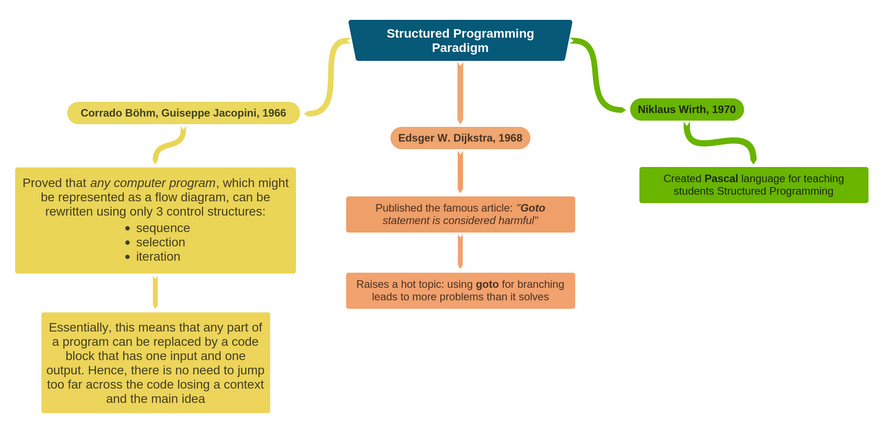 Structured Programming
Paradigm
Corrado Böhm, Guiseppe Jacopini, 1966
Proved that any computer program, which might
be represented as a flow diagram, can be
rewritten using only 3 control structures:
• sequence
• selection
• iteration
Essentially, this means that any part of
a program can be replaced by a code
block that has one input and one
output. Hence, there is no need to jump
too far across the code losing a context
and the main idea
Edsger W. Dijkstra, 1968
Published the famous article: "Goto
statement is considered harmful"
Raises a hot topic: using goto for branching
leads to more problems than it solves
Niklaus Wirth, 1970
Created Pascal language for teaching
students Structured Programming